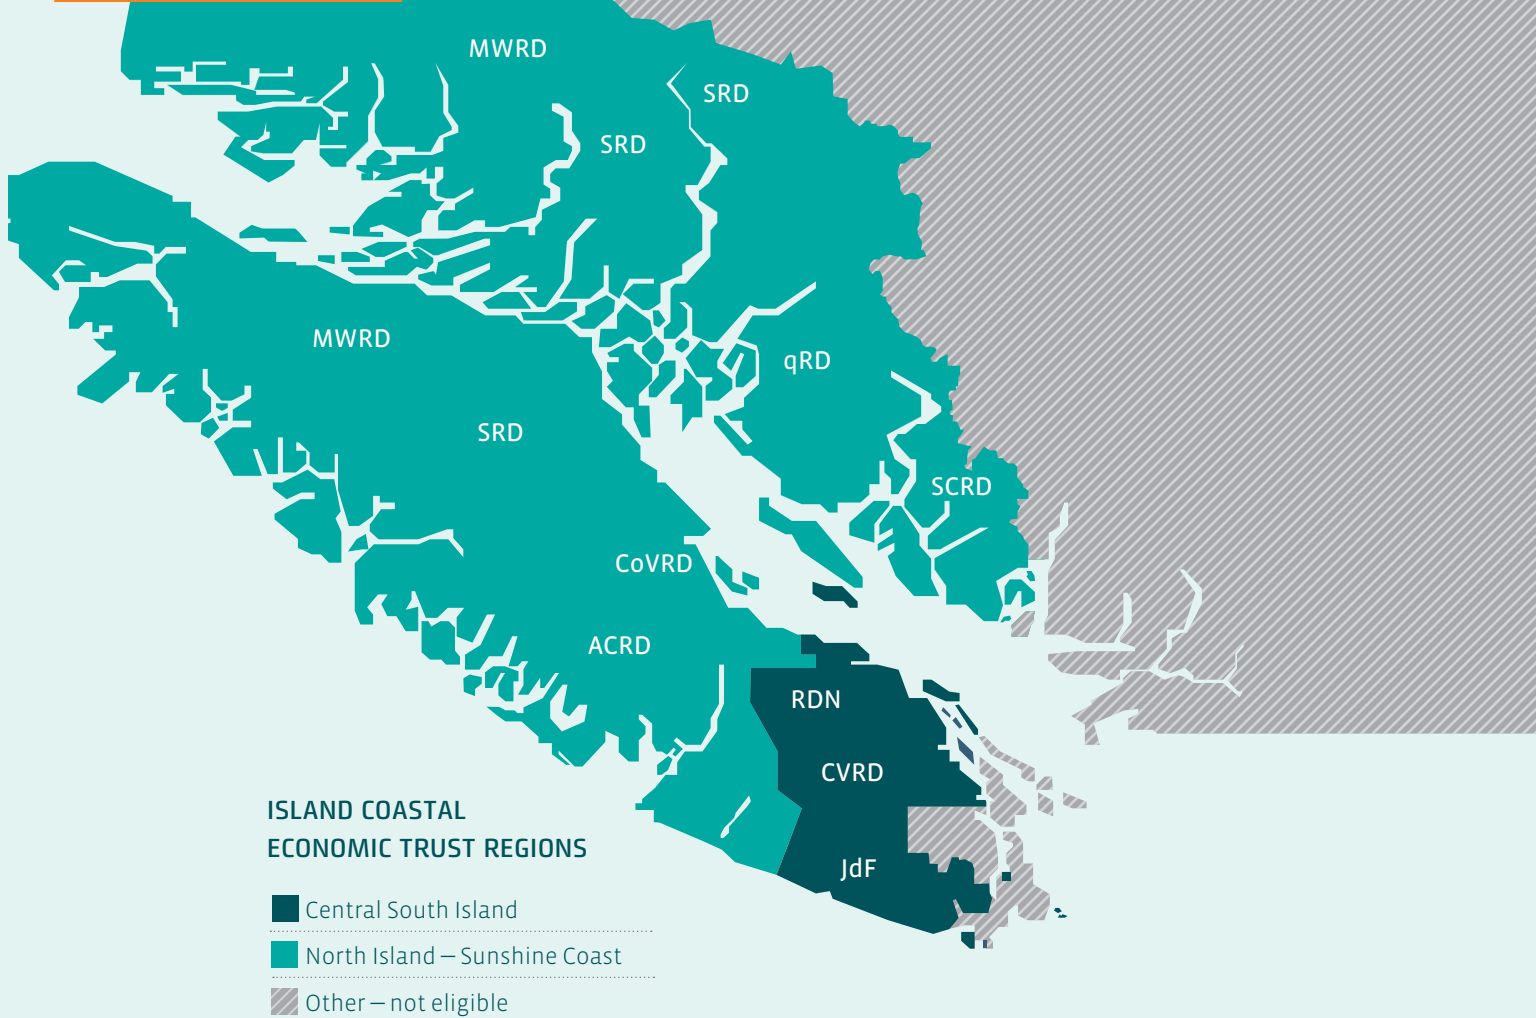 MWRD
SRD
SRD
MWRD
qRD
SRD
SCRD
CoVRD
ACRD
RDN
CVRD
JdF
ISLAND COASTAL
ECONOMIC TRUST REGIONS
Central South Island
North Island – Sunshine Coast
Other – not eligible